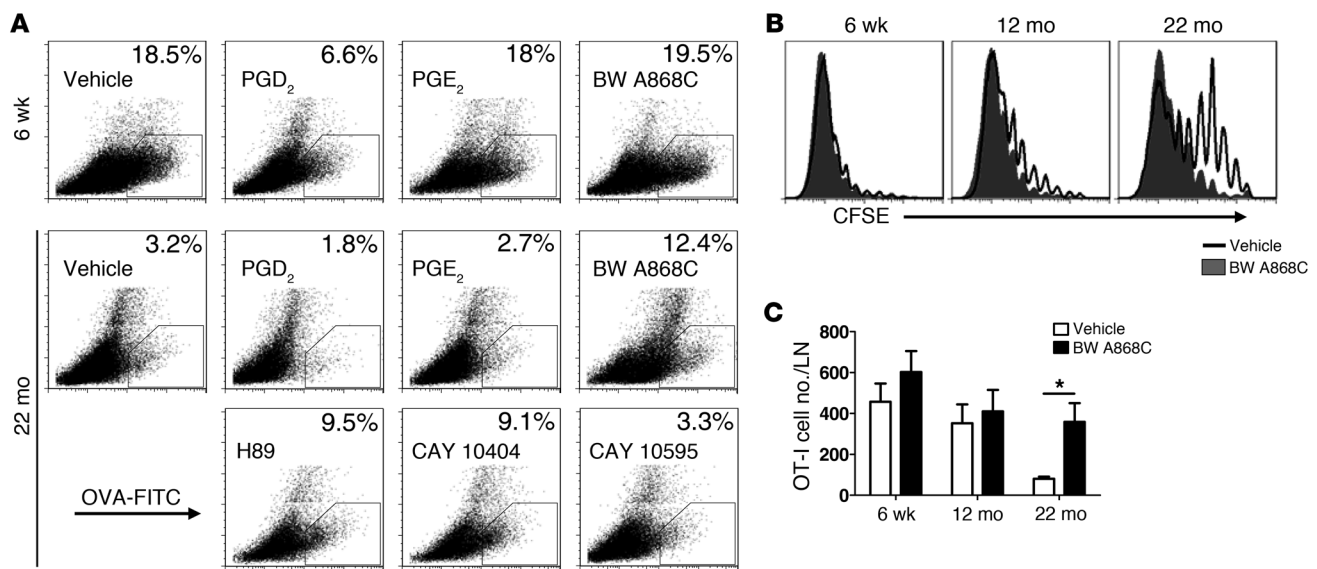 A
6 wk
18.5%
Vehicle
6.6%
PGD2
18%
PGE2
19.5%
BW A868C
22 mo
3.2%
Vehicle
1.8%
PGD2
2.7%
PGE2
12.4%
BW A868C
9.5%
H89
9.1%
CAY 10404
3.3%
CAY 10595
OVA-FITC
B
6 wk
12 mo
22 mo
CFSE
Vehicle
BW A868C
C
Vehicle
BW A868C
OT-I cell no./LN
800
600
400
200
0
*
6 wk
12 mo
22 mo